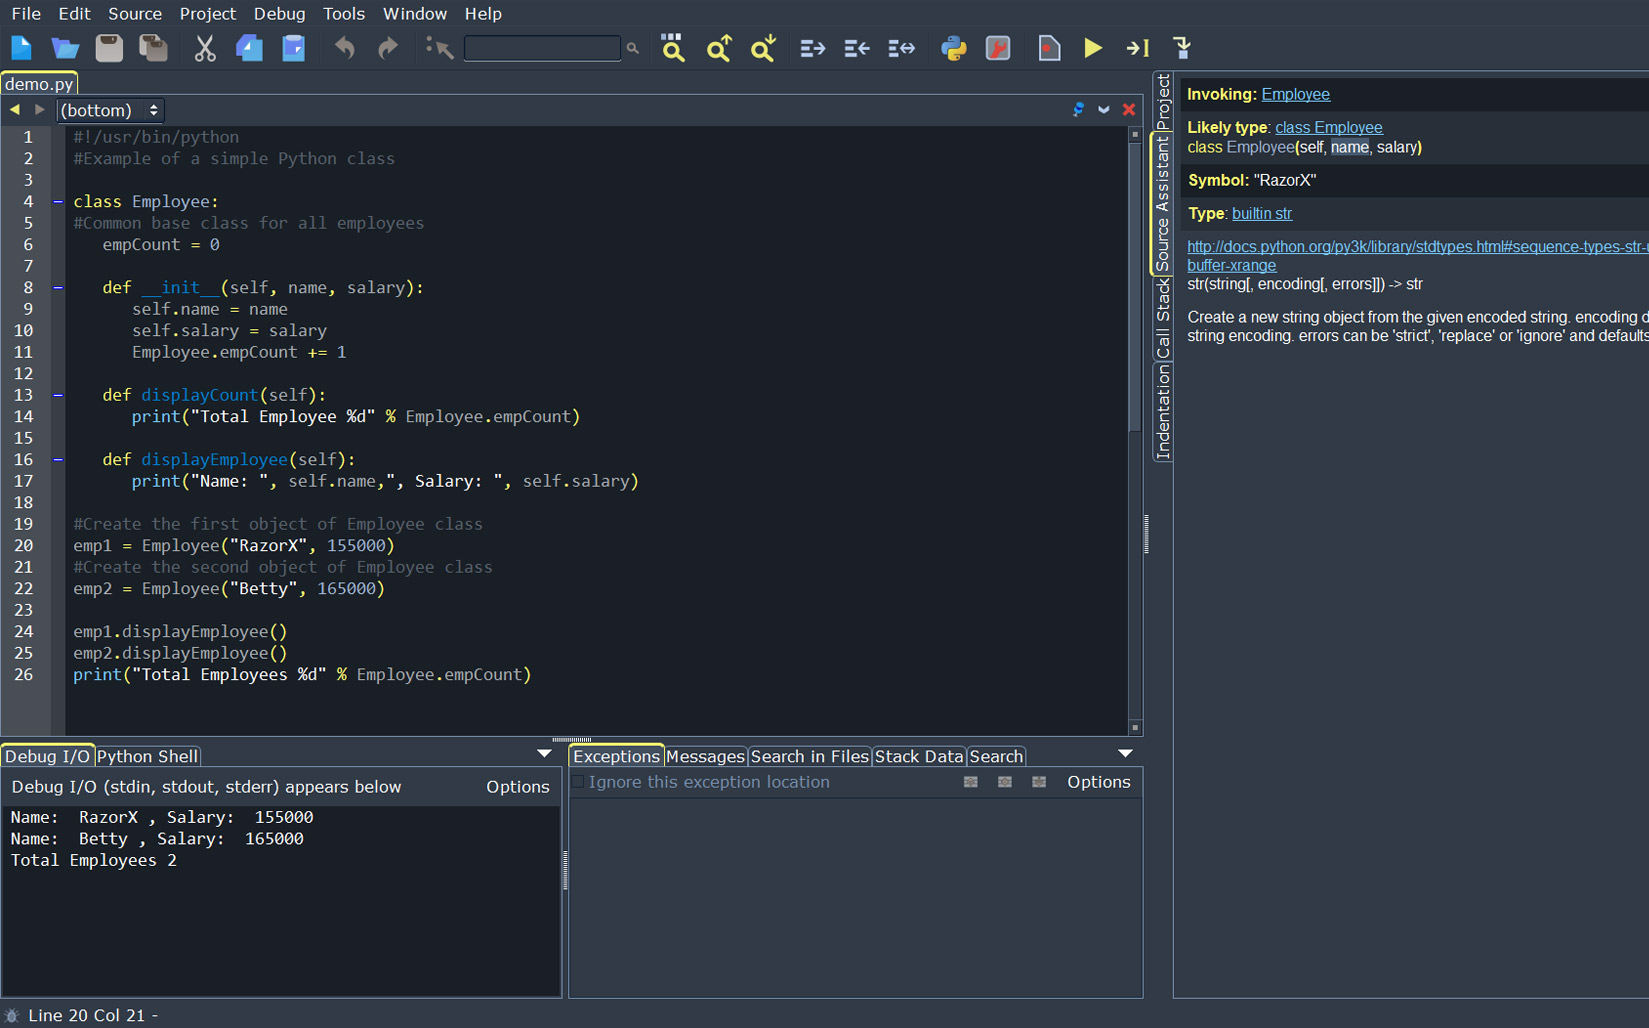 File Edit Source Project Debug Tools Window Help
demo.py
(bottom)
1 #!/usr/bin/python
2 #Example of a simple Python class
3
4 class Employee:
5 #Common base class for all employees
6 empCount = 0
7
8 def __init__(self, name, salary):
9 self.name = name
10 self.salary = salary
11 Employee.empCount += 1
12
13 def displayCount(self):
14 print("Total Employee %d" % Employee.empCount)
15
16 def displayEmployee(self):
17 print("Name: ", self.name,", Salary: ", self.salary)
18
19 #Create the first object of Employee class
20 emp1 = Employee("RazorX", 155000)
21 #Create the second object of Employee class
22 emp2 = Employee("Betty", 165000)
23
24 emp1.displayEmployee()
25 emp2.displayEmployee()
26 print("Total Employees %d" % Employee.empCount)
Project
Source Assistant
Call Stack
Indentation
Invoking: Employee
Likely type: class Employee
class Employee(self, name, salary)
Symbol: "RazorX"
Type: builtin str
http://docs.python.org/py3k/library/stdtypes.html#sequence-types-str-
buffer-xrange
str(string[, encoding[, errors]]) -> str
Create a new string object from the given encoded string. encoding d
string encoding. errors can be 'strict', 'replace' or 'ignore' and defaults
Debug I/O Python Shell
Debug I/O (stdin, stdout, stderr) appears below Options
Name:  RazorX , Salary:  155000
Name:  Betty , Salary:  165000
Total Employees 2
Exceptions Messages Search in Files Stack Data Search
Ignore this exception location Options
Line 20 Col 21 -